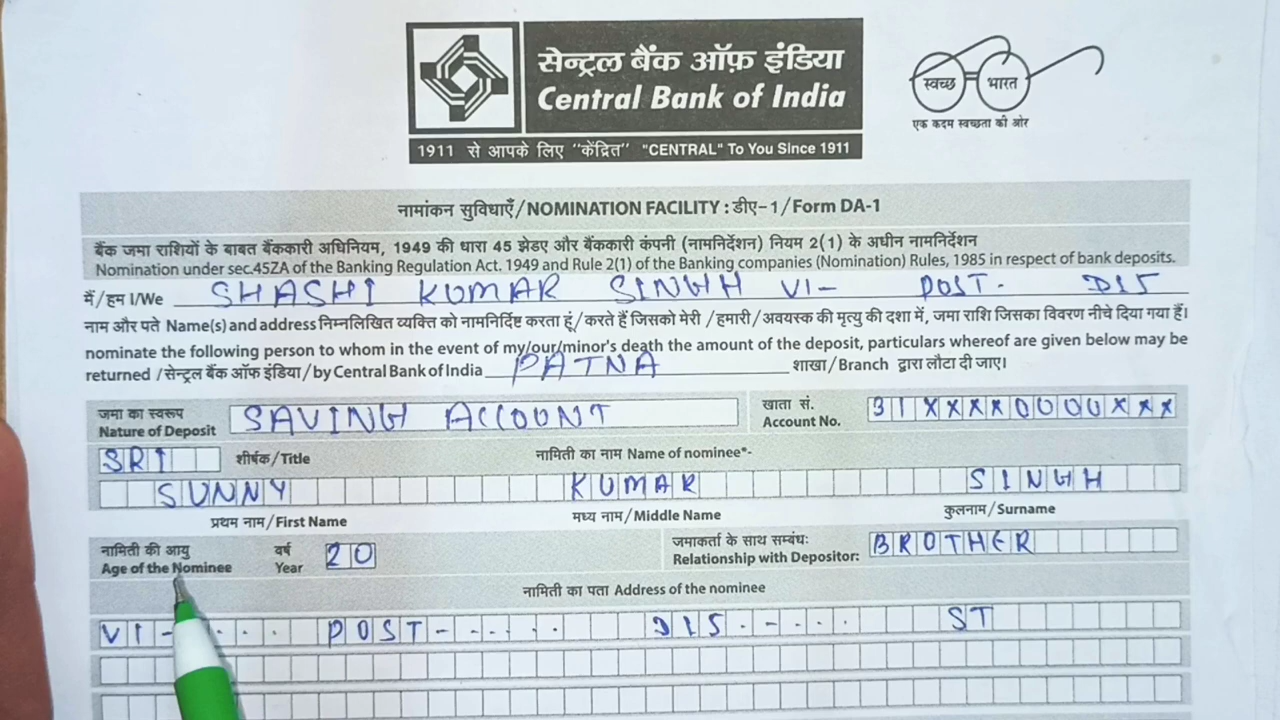 सेन्ट्रल बैंक ऑफ़ इंडिया
Central Bank of India
1911 से आपके लिए "केंद्रित" "CENTRAL" To You Since 1911
स्वच्छ भारत
एक कदम स्वच्छता की ओर
नामांकन सुविधाएँ/NOMINATION FACILITY : डीए-1/Form DA-1
बैंक जमा राशियों के बाबत बैंककारी अधिनियम, 1949 की धारा 45 झेडए और बैंककारी कंपनी (नामनिर्देशन) नियम 2(1) के अधीन नामनिर्देशन
Nomination under sec.45ZA of the Banking Regulation Act. 1949 and Rule 2(1) of the Banking companies (Nomination) Rules, 1985 in respect of bank deposits.
मैं/हम I/We SHASHI KUMAR SINGH VI- POST- DIS
नाम और पते Name(s) and address निम्नलिखित व्यक्ति को नामनिर्दिष्ट करता हूं/करते हैं जिसको मेरी/हमारी/अवयस्क की मृत्यु की दशा में, जमा राशि जिसका विवरण नीचे दिया गया हैं।
nominate the following person to whom in the event of my/our/minor's death the amount of the deposit, particulars whereof are given below may be
returned /सेन्ट्रल बैंक ऑफ इंडिया/by Central Bank of India PATNA शाखा/Branch द्वारा लौटा दी जाए।
जमा का स्वरूप
Nature of Deposit SAVING ACCOUNT
खाता सं.
Account No. 31XXXX0000XXX
SRI शीर्षक/Title नामिती का नाम Name of nominee*-
SUNNY KUMAR SINGH
प्रथम नाम/First Name मध्य नाम/Middle Name कुलनाम/Surname
नामिती की आयु वर्ष
Age of the Nominee Year 20
जमाकर्ता के साथ सम्बंध:
Relationship with Depositor: BROTHER
नामिती का पता Address of the nominee
VI-.... POST-..... DIS.-.... ST